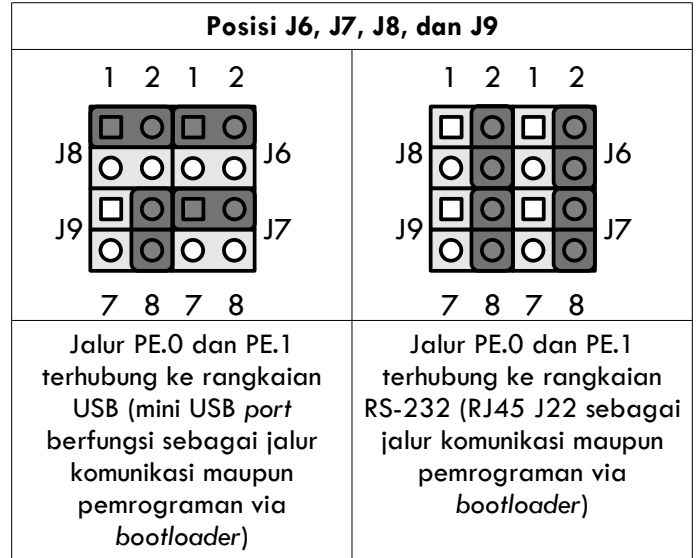 Posisi J6, J7, J8, dan J9
1 2 1 2
J8 J6
J9 J7
7 8 7 8
1 2 1 2
J8 J6
J9 J7
7 8 7 8
Jalur PE.0 dan PE.1
terhubung ke rangkaian
USB (mini USB port
berfungsi sebagai jalur
komunikasi maupun
pemrograman via
bootloader)
Jalur PE.0 dan PE.1
terhubung ke rangkaian
RS-232 (RJ45 J22 sebagai
jalur komunikasi maupun
pemrograman via
bootloader)